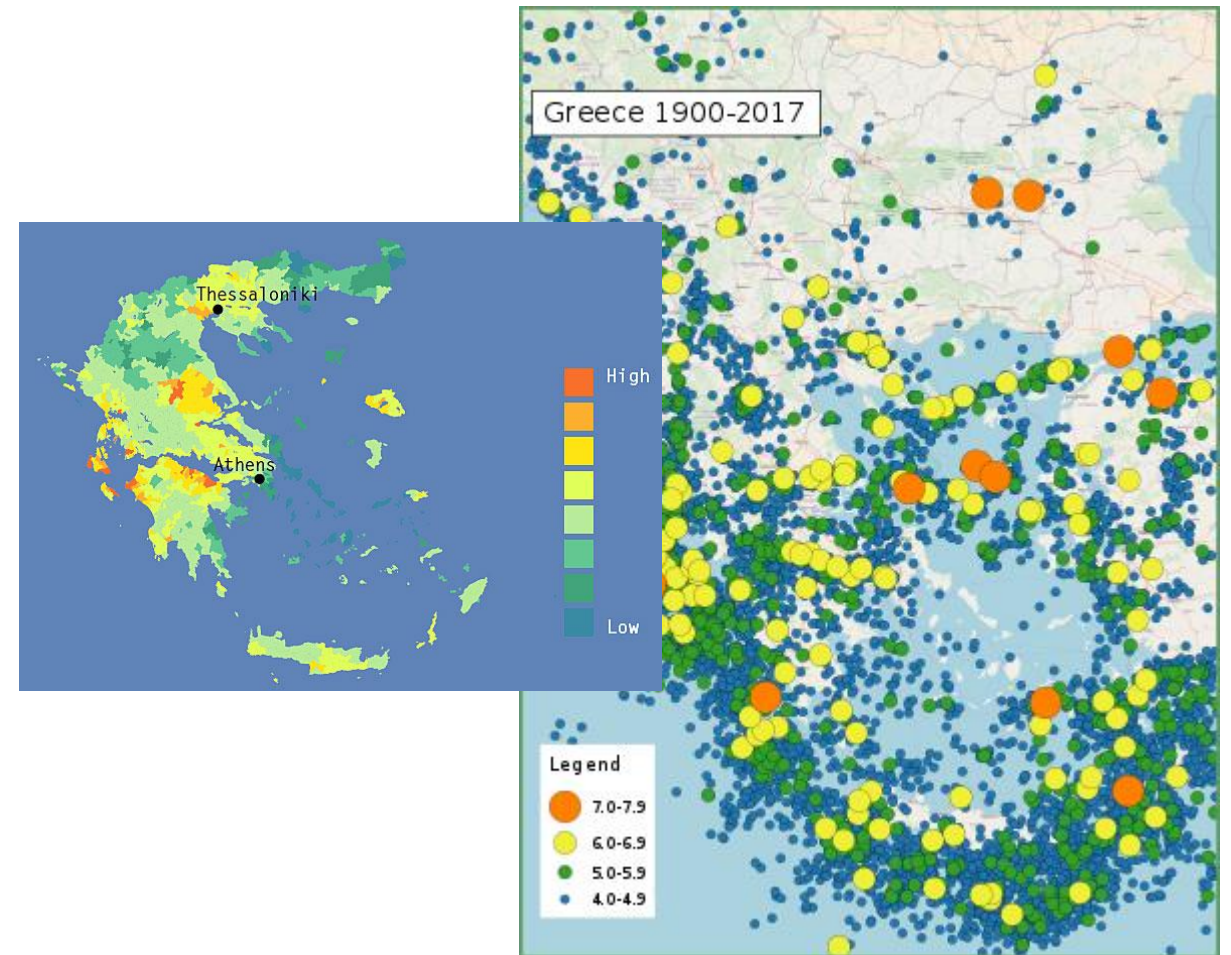 Greece 1900-2017
Thessaloniki
Athens
High
Low
Legend
7.0-7.9
6.0-6.9
5.0-5.9
4.0-4.9